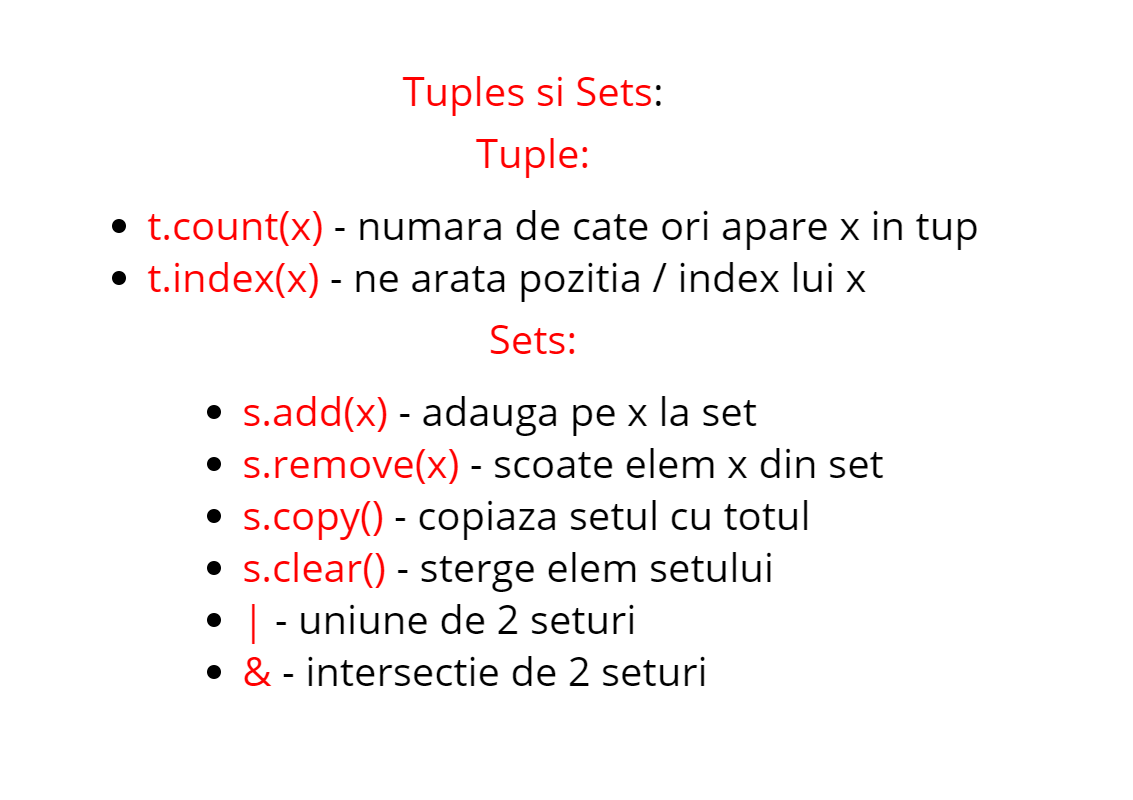 Tuples si Sets:
Tuple:
• t.count(x) - numara de cate ori apare x in tup
• t.index(x) - ne arata pozitia / index lui x
Sets:
• s.add(x) - adauga pe x la set
• s.remove(x) - scoate elem x din set
• s.copy() - copiaza setul cu totul
• s.clear() - sterge elem setului
• | - uniune de 2 seturi
• & - intersectie de 2 seturi